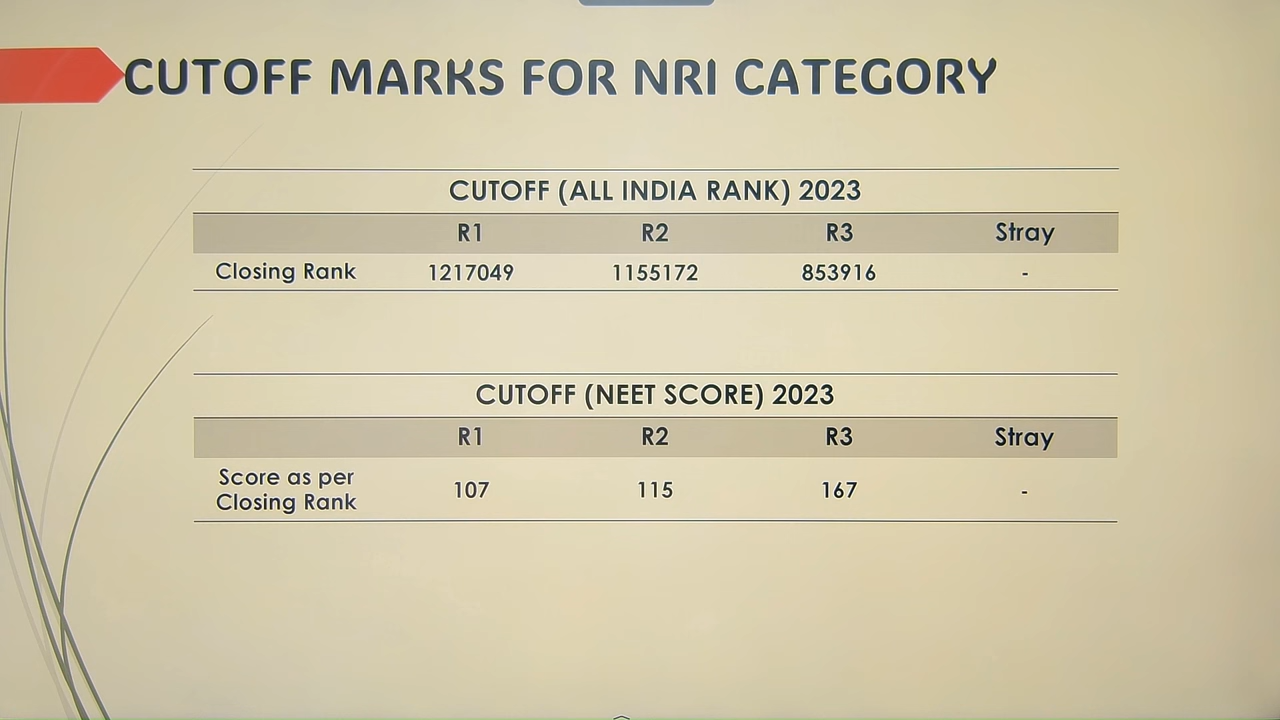 CUTOFF MARKS FOR NRI CATEGORY
CUTOFF (ALL INDIA RANK) 2023
R1 R2 R3 Stray
Closing Rank 1217049 1155172 853916 -
CUTOFF (NEET SCORE) 2023
R1 R2 R3 Stray
Score as per
Closing Rank 107 115 167 -